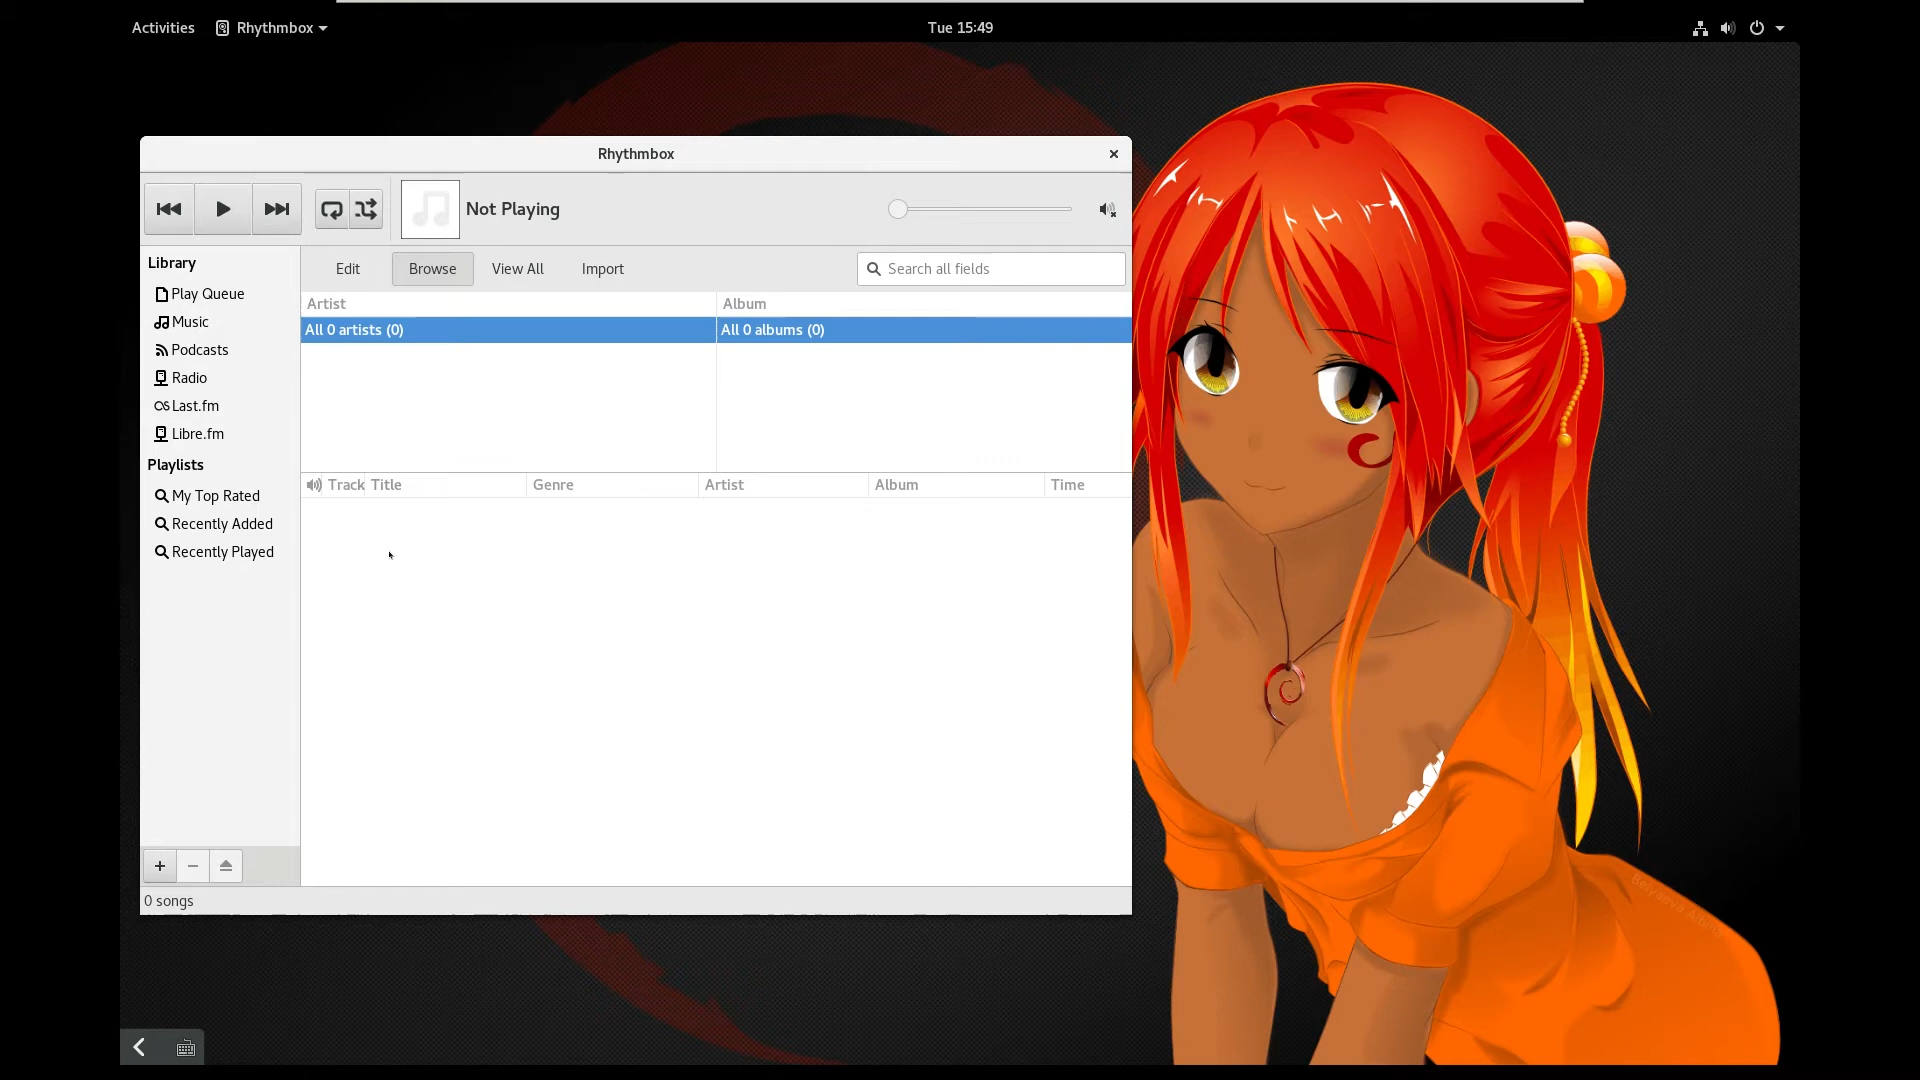 Activities
Rhythmbox
Tue 15:49
Rhythmbox
Not Playing
Library
Play Queue
Music
Podcasts
Radio
Last.fm
Libre.fm
Playlists
My Top Rated
Recently Added
Recently Played
Edit
Browse
View All
Import
Search all fields
Artist
Album
All 0 artists (0)
All 0 albums (0)
Track
Title
Genre
Artist
Album
Time
0 songs